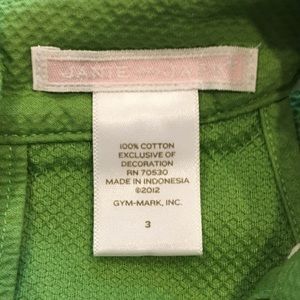 JANIE AND JACK
100% COTTON
EXCLUSIVE OF
DECORATION
RN 70530
MADE IN INDONESIA
©2012
GYM-MARK, INC.
3